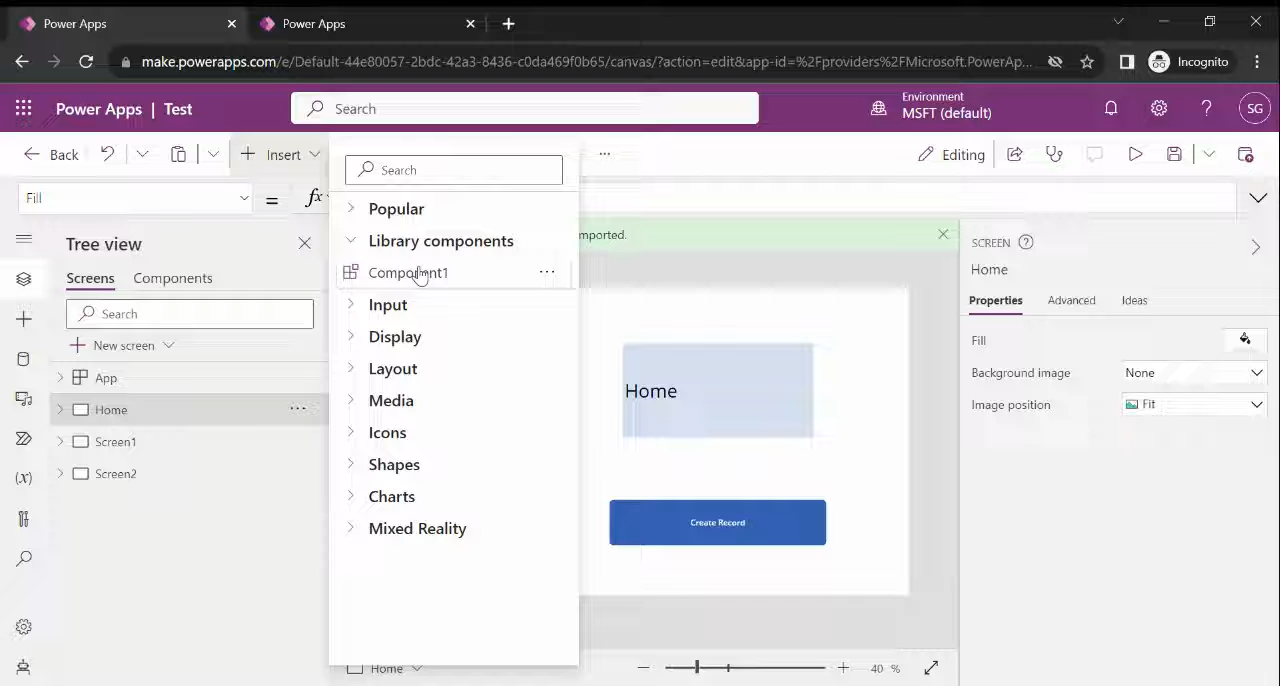 Power Apps
Power Apps
make.powerapps.com/e/Default-44e80057-2bdc-42a3-8436-c0da469f0b65/canvas/?action=edit&app-id=%2Fproviders%2FMicrosoft.PowerAp...
Incognito
Power Apps | Test
Search
Environment
MSFT (default)
SG
Back
Insert
...
Editing
Fill
=
fx
Search
Popular
Library components
Component1
...
Input
Display
Layout
Media
Icons
Shapes
Charts
Mixed Reality
Tree view
Screens
Components
Search
New screen
App
Home
...
Screen1
Screen2
(x)
mported.
Home
Create Record
Home
40 %
SCREEN
Home
Properties
Advanced
Ideas
Fill
Background image
None
Image position
Fit